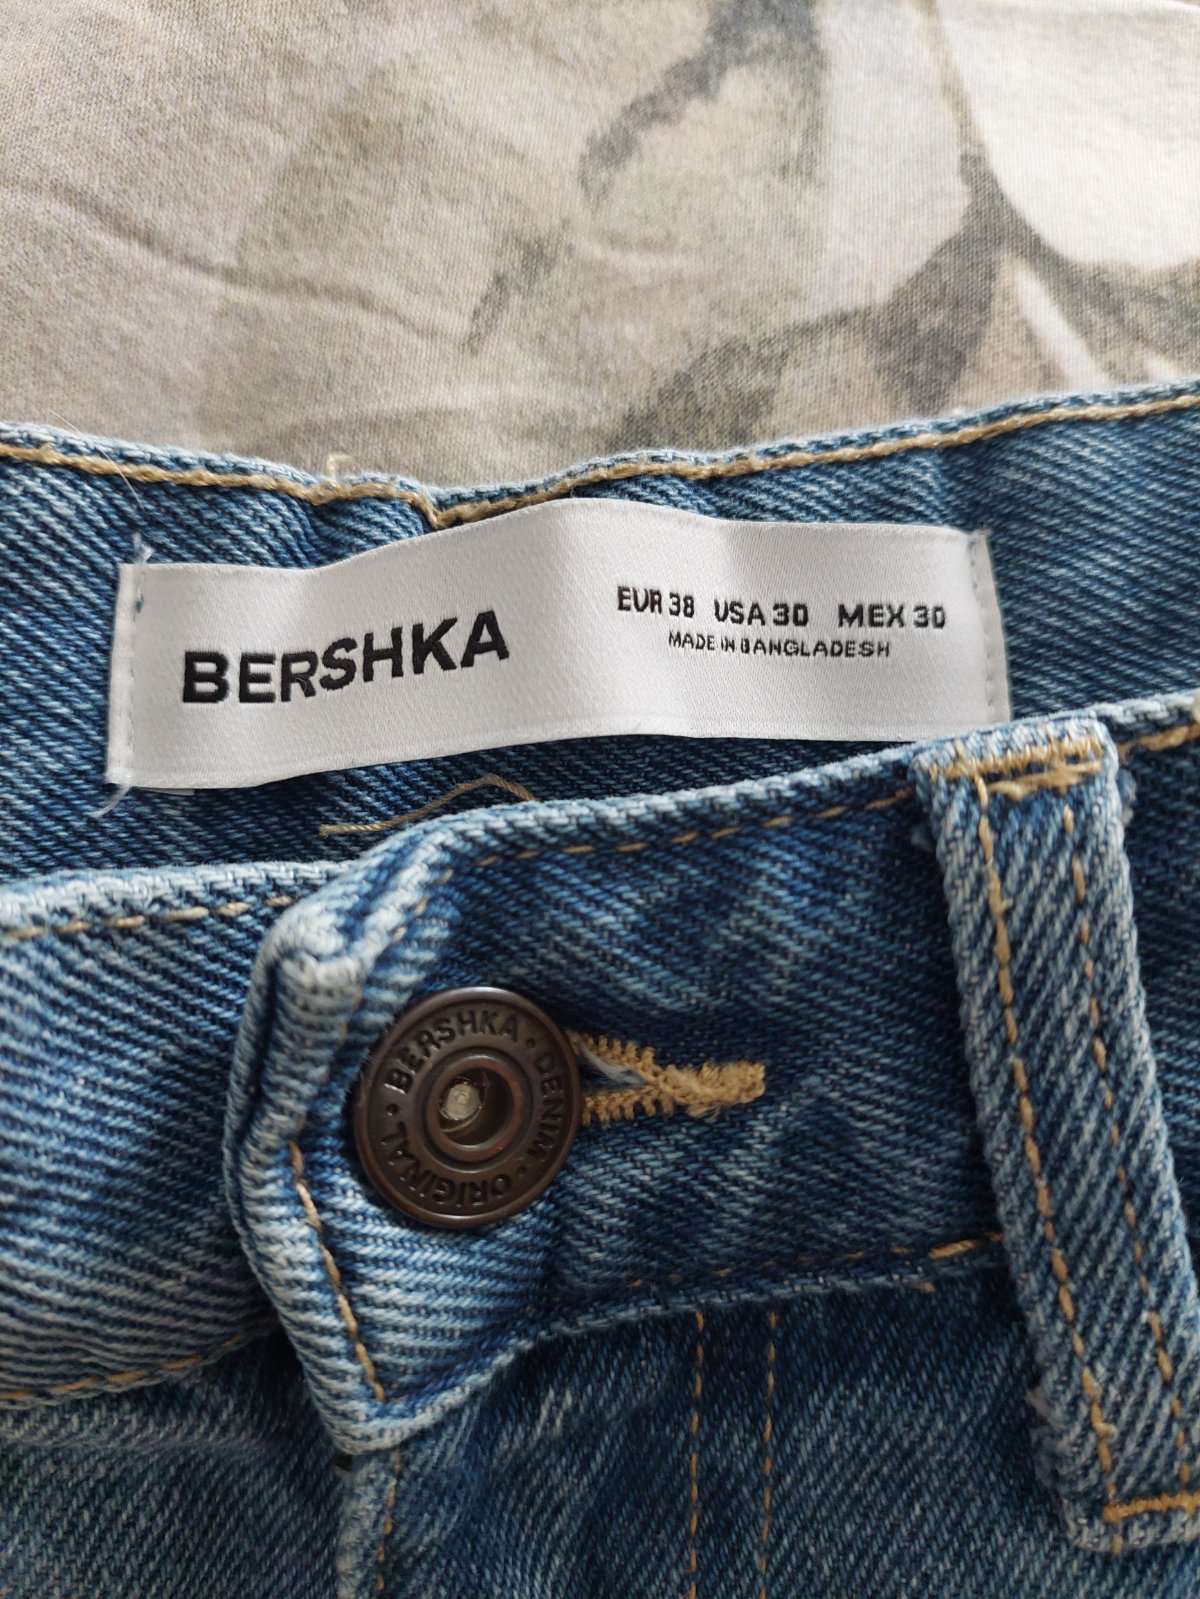 BERSHKA
EUR 38 USA 30 MEX 30
MADE IN BANGLADESH
BERSHKA · DENIM · ORIGINAL ·